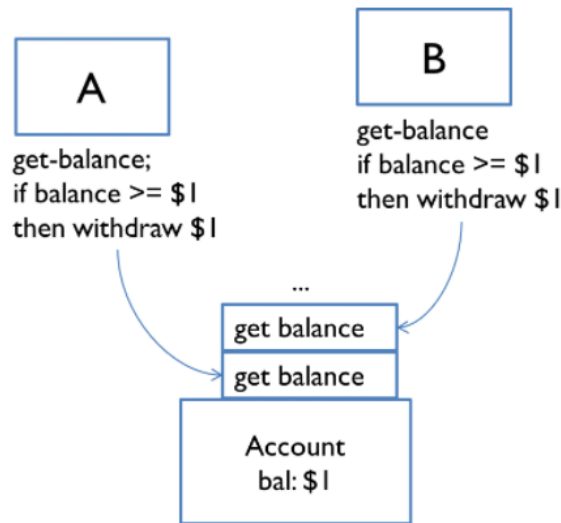 A
get-balance;
if balance >= $1
then withdraw $1
B
get-balance
if balance >= $1
then withdraw $1
...
get balance
get balance
Account
bal: $1